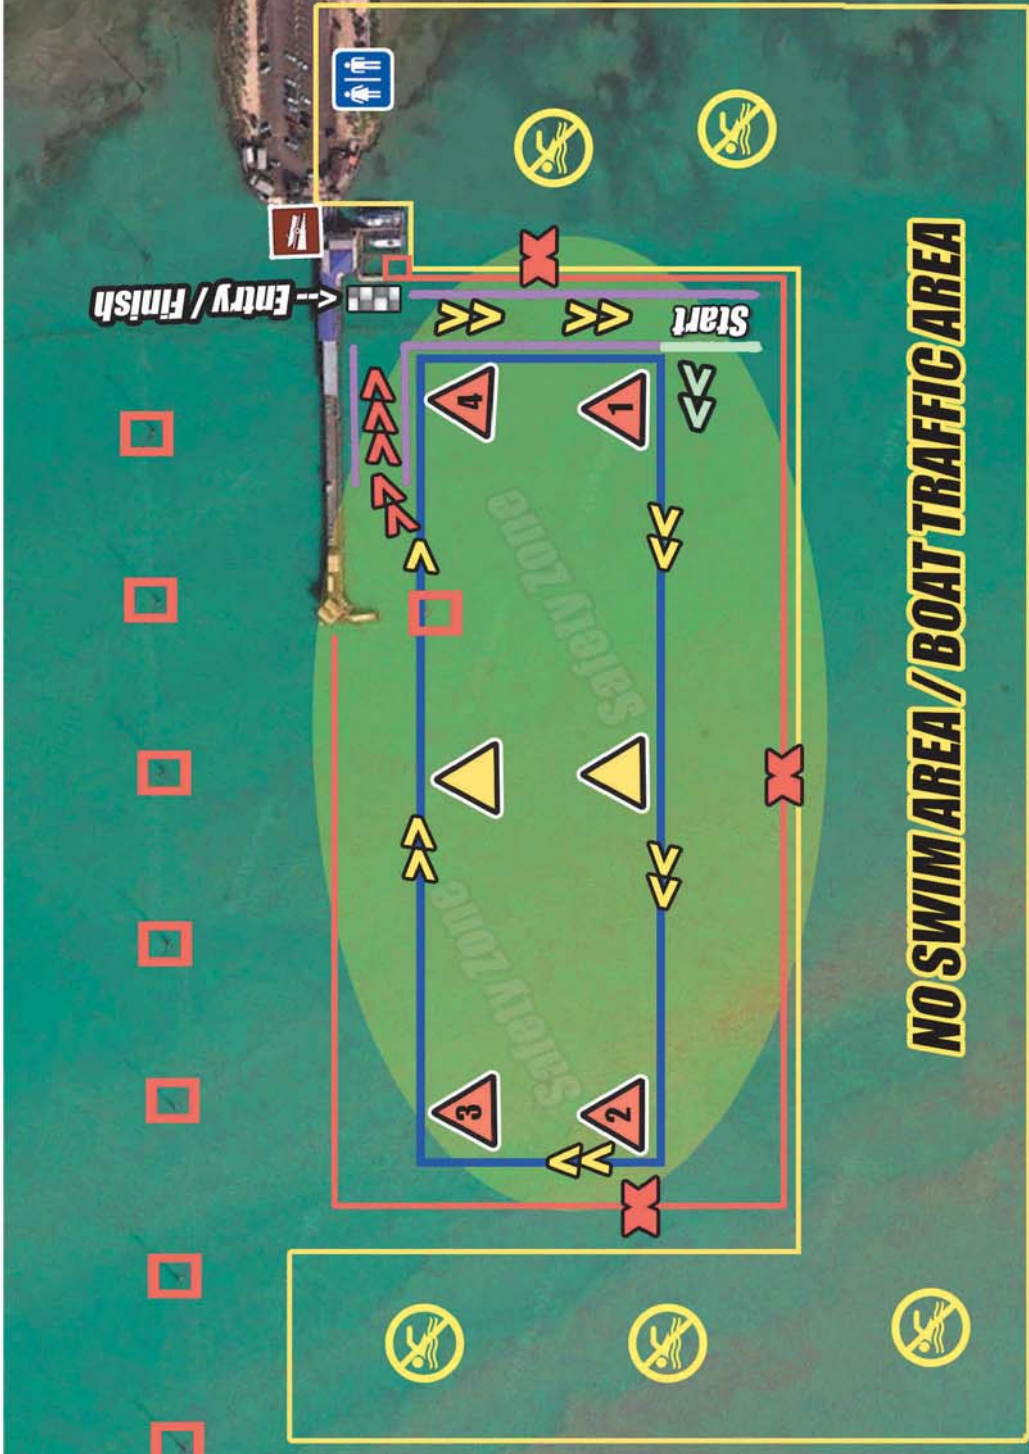 NO SWIM AREA / BOAT TRAFFIC AREA
<-- Entry / Finish
Start
4
1
Safety zone
Safety zone
3
2